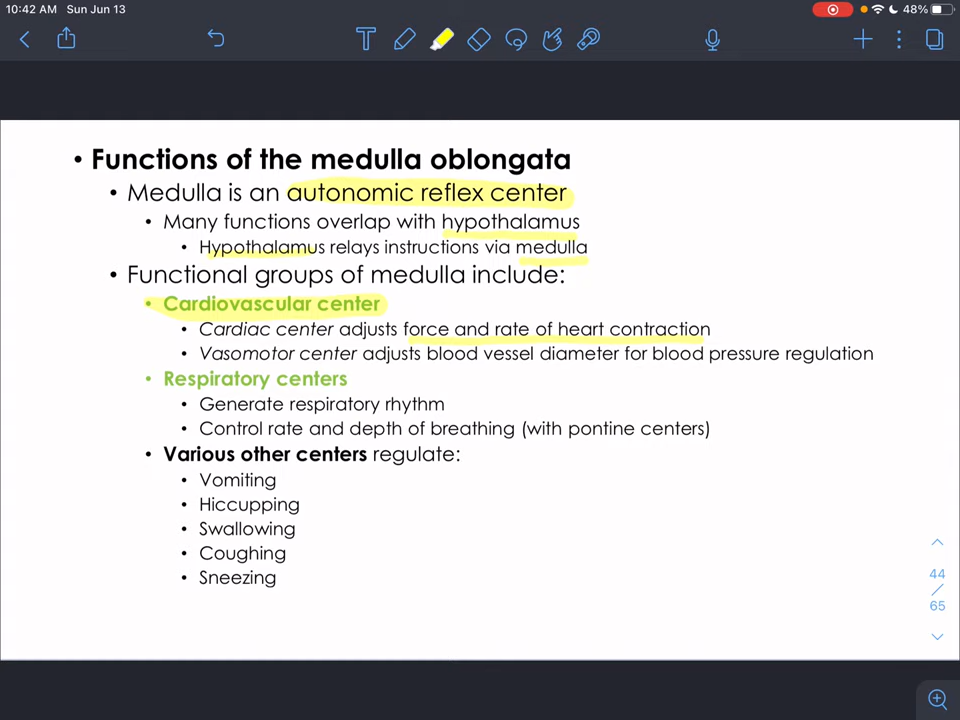 10:42 AM Sun Jun 13
48%
• Functions of the medulla oblongata
• Medulla is an autonomic reflex center
• Many functions overlap with hypothalamus
• Hypothalamus relays instructions via medulla
• Functional groups of medulla include:
• Cardiovascular center
• Cardiac center adjusts force and rate of heart contraction
• Vasomotor center adjusts blood vessel diameter for blood pressure regulation
• Respiratory centers
• Generate respiratory rhythm
• Control rate and depth of breathing (with pontine centers)
• Various other centers regulate:
• Vomiting
• Hiccupping
• Swallowing
• Coughing
• Sneezing
44
/
65